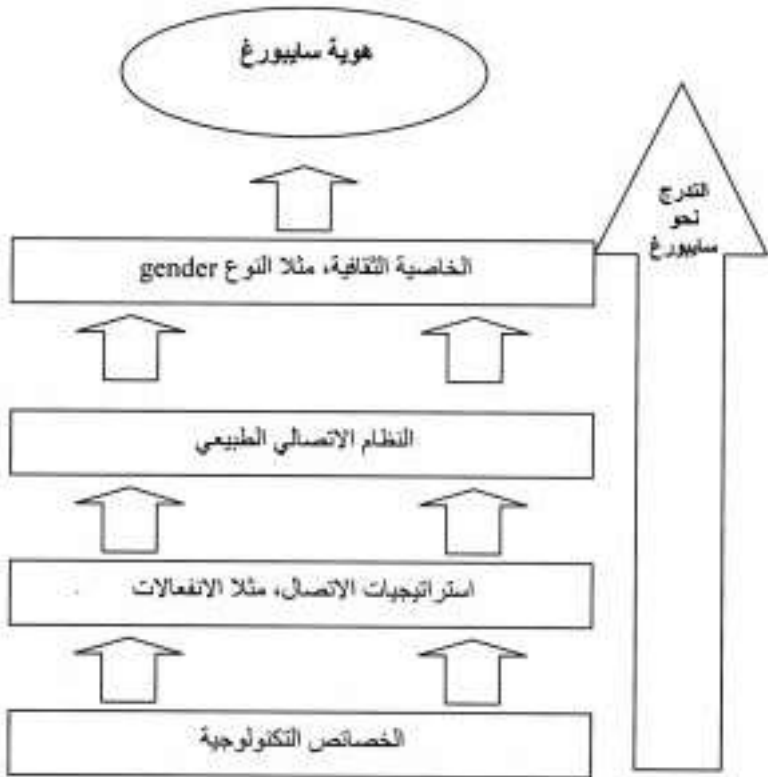 هوية سايبورغ
التدرج
نحو
سايبورغ
الخاصية الثقافية، مثلا النوع gender
النظام الاتصالي الطبيعي
استراتيجيات الاتصال، مثلا الانفعالات
الخصائص التكنولوجية